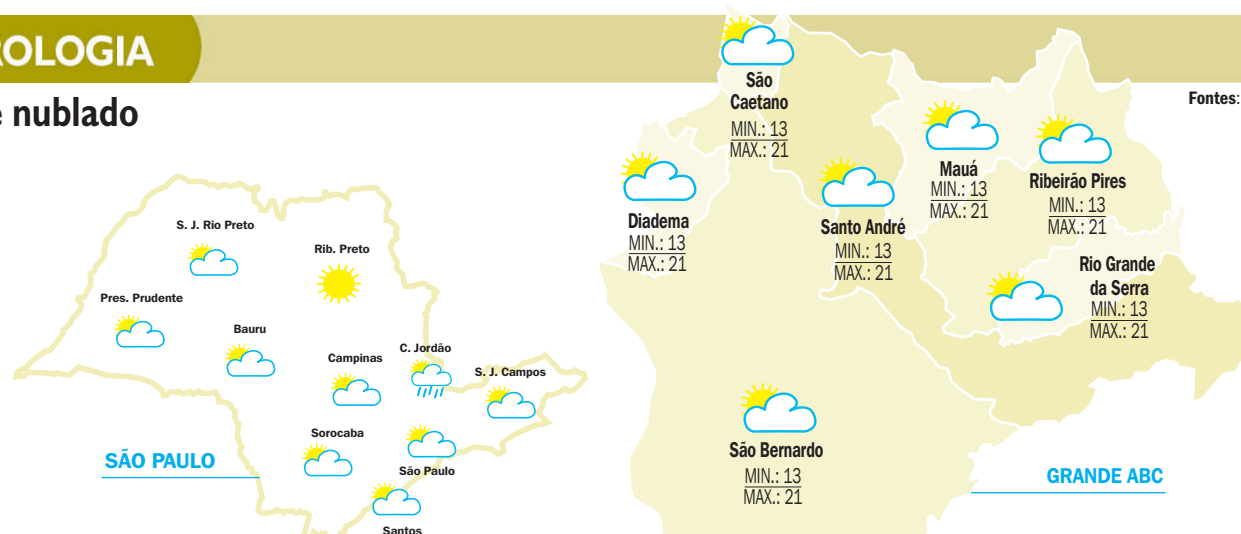 ROLOGIA
e nublado
Fontes:
S. J. Rio Preto
Rib. Preto
Pres. Prudente
Bauru
Campinas
C. Jordão
S. J. Campos
Sorocaba
São Paulo
Santos
SÃO PAULO
São
Caetano
MIN.: 13
MAX.: 21
Diadema
MIN.: 13
MAX.: 21
Santo André
MIN.: 13
MAX.: 21
Mauá
MIN.: 13
MAX.: 21
Ribeirão Pires
MIN.: 13
MAX.: 21
Rio Grande
da Serra
MIN.: 13
MAX.: 21
São Bernardo
MIN.: 13
MAX.: 21
GRANDE ABC